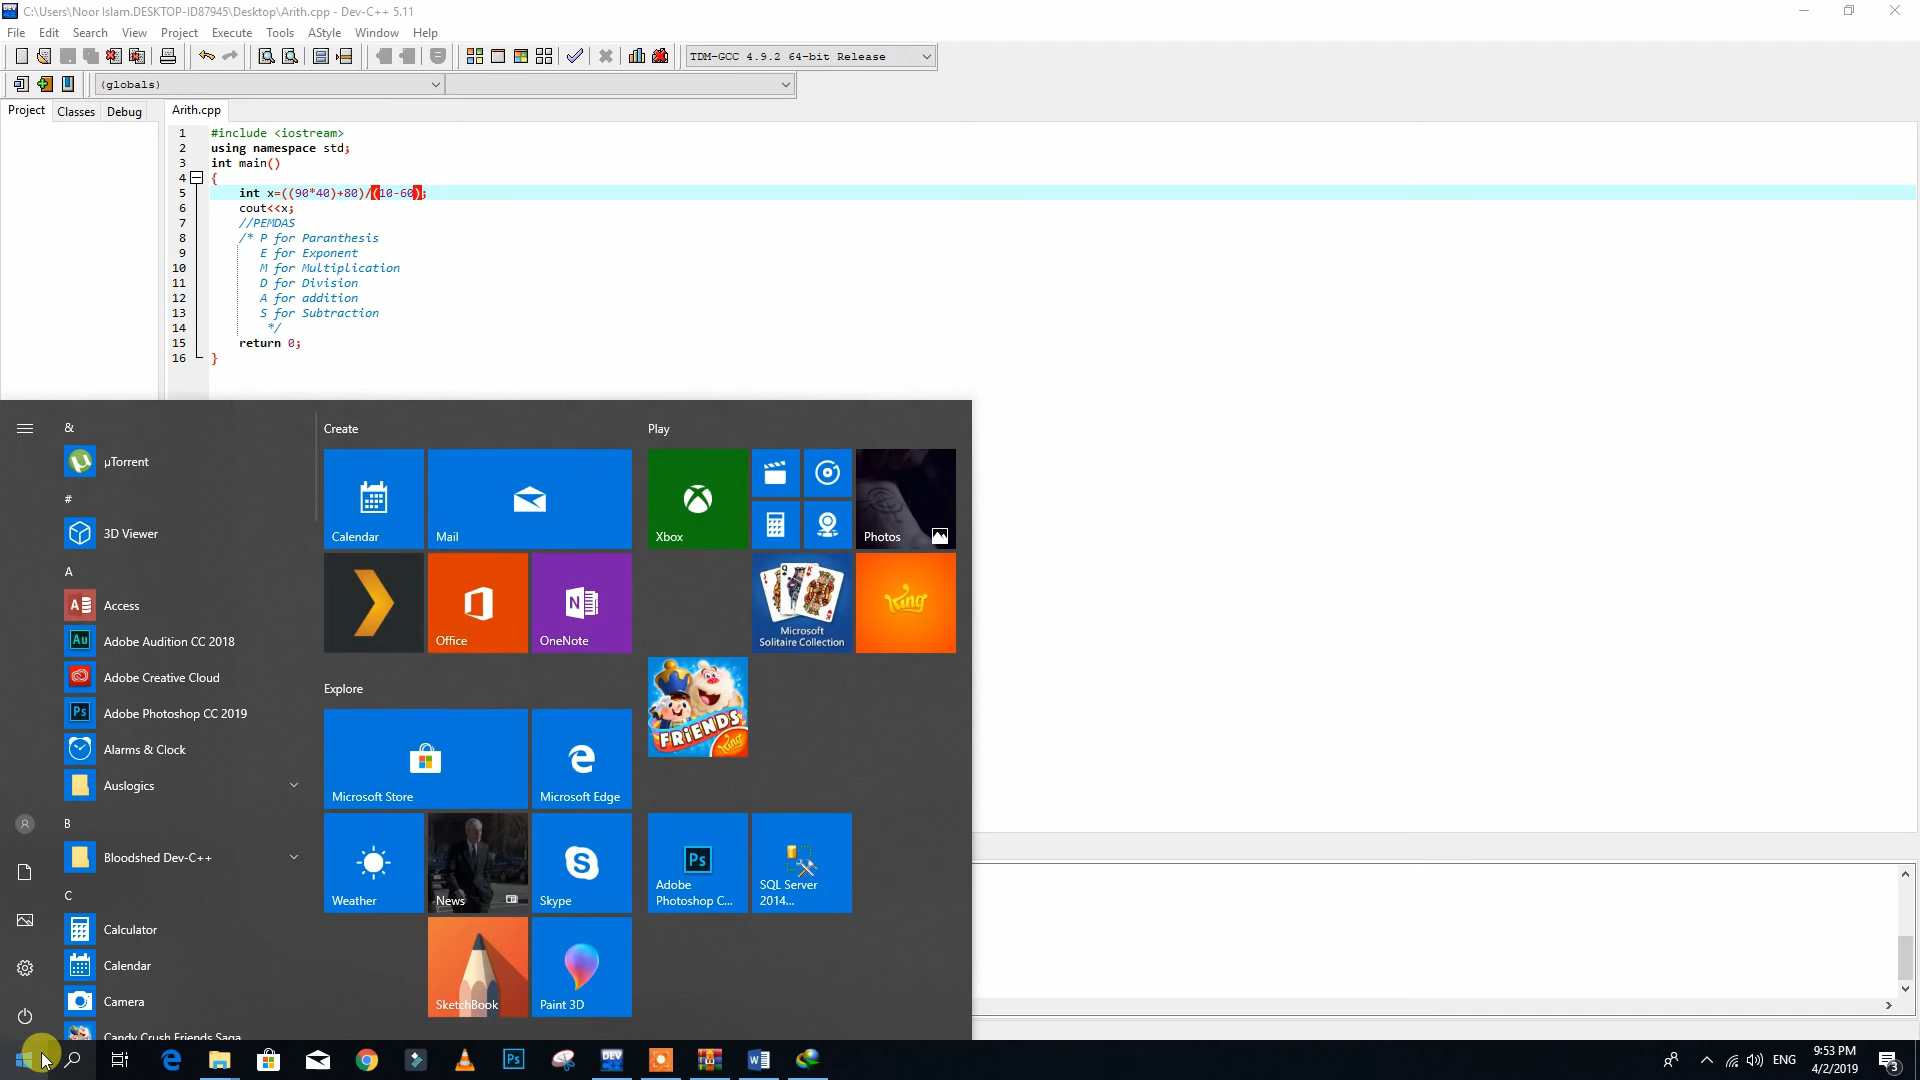 C:\Users\Noor Islam.DESKTOP-ID87945\Desktop\Arith.cpp - Dev-C++ 5.11
File Edit Search View Project Execute Tools AStyle Window Help
TDM-GCC 4.9.2 64-bit Release
(globals)
Project Classes Debug Arith.cpp
1 #include <iostream>
2 using namespace std;
3 int main()
4 {
5 int x=((90*40)+80)/(10-60);
6 cout<<x;
7 //PEMDAS
8 /* P for Paranthesis
9 E for Exponent
10 M for Multiplication
11 D for Division
12 A for addition
13 S for Subtraction
14 */
15 return 0;
16 }
&
µTorrent
#
3D Viewer
A
Access
Adobe Audition CC 2018
Adobe Creative Cloud
Adobe Photoshop CC 2019
Alarms & Clock
Auslogics
B
Bloodshed Dev-C++
C
Calculator
Calendar
Camera
Candy Crush Friends Saga
Create
Calendar
Mail
Office
OneNote
Explore
Microsoft Store
Microsoft Edge
Weather
News
Skype
SketchBook
Paint 3D
Play
Xbox
Photos
Microsoft
Solitaire Collection
King
FRIENDS
King
Adobe
Photoshop C...
SQL Server
2014...
ENG
9:53 PM
4/2/2019
3